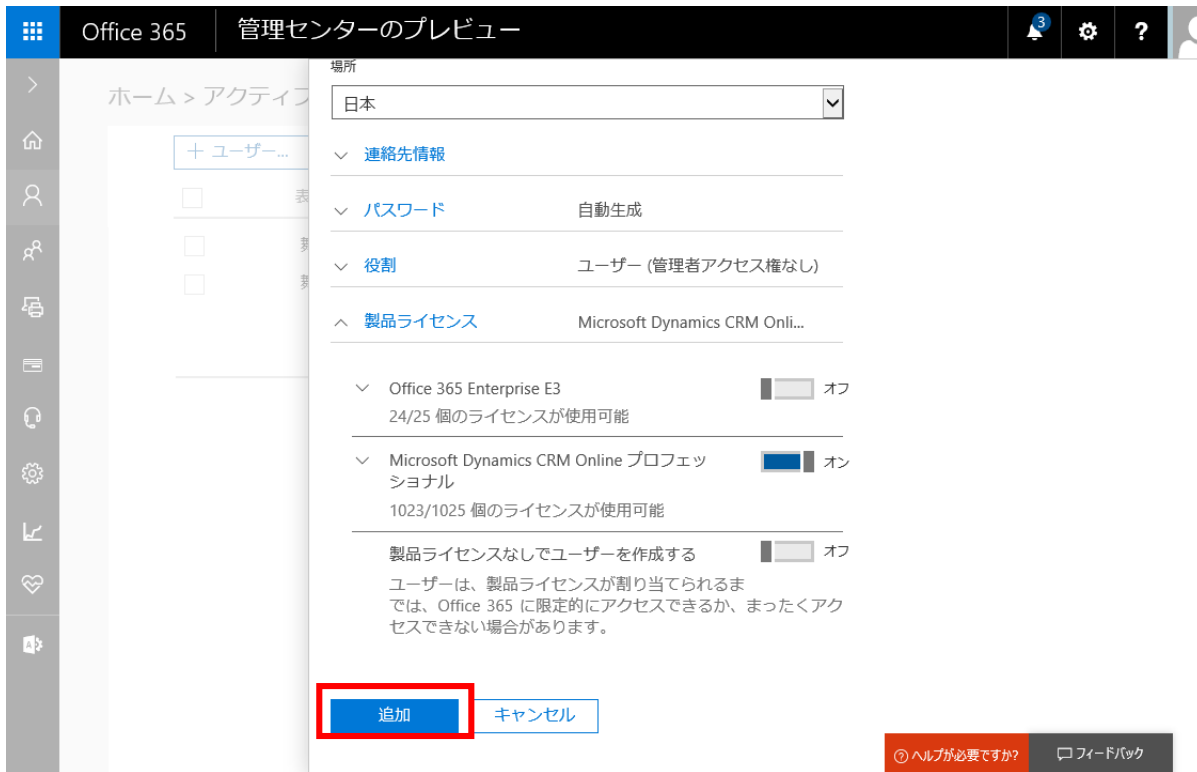 Office 365 管理センターのプレビュー 3 ?
ホーム > アクティブ
場所
日本
+ ユーザー...
連絡先情報
表
パスワード 自動生成
役割 ユーザー (管理者アクセス権なし)
製品ライセンス Microsoft Dynamics CRM Onli...
Office 365 Enterprise E3 オフ
24/25 個のライセンスが使用可能
Microsoft Dynamics CRM Online プロフェッ オン
ショナル
1023/1025 個のライセンスが使用可能
製品ライセンスなしでユーザーを作成する オフ
ユーザーは、製品ライセンスが割り当てられるま
では、Office 365 に限定的にアクセスできるか、まったくアク
セスできない場合があります。
追加 キャンセル
? ヘルプが必要ですか? フィードバック